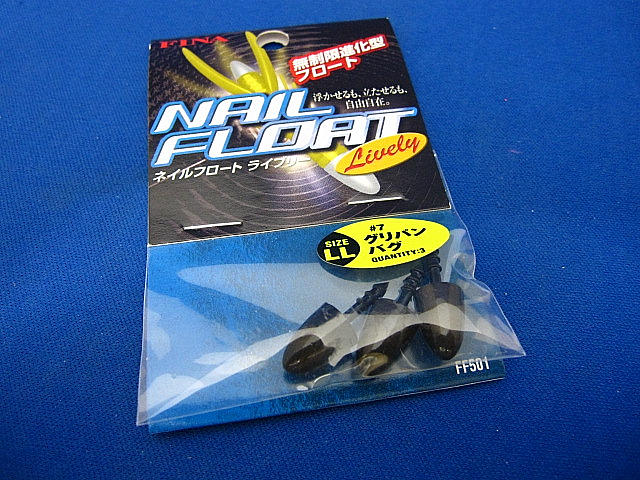 FINA
無制限進化型
フロート
浮かせるも、立たせるも、
自由自在。
NAIL
FLOAT
Lively
ネイルフロート ライブリー
SIZE
LL
#7
グリパン
バグ
QUANTITY:3
FF501